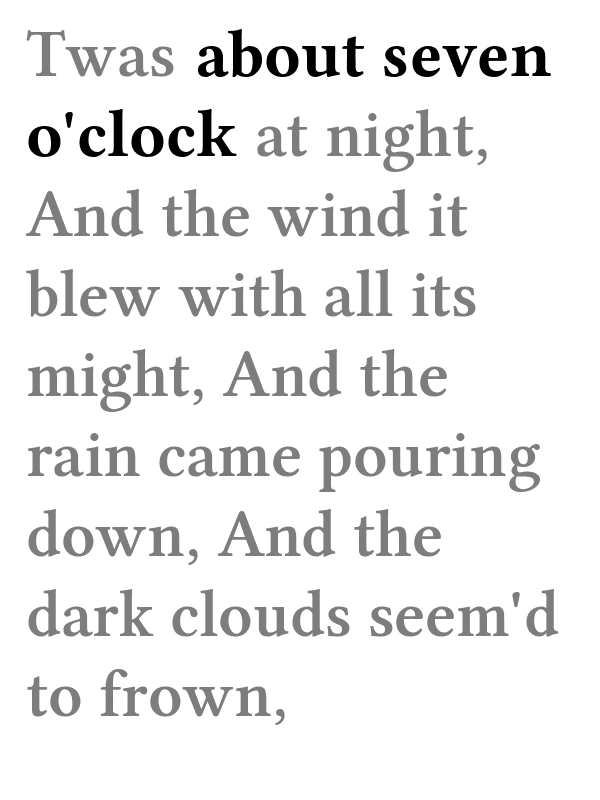 Twas about seven
o'clock at night,
And the wind it
blew with all its
might, And the
rain came pouring
down, And the
dark clouds seem'd
to frown,